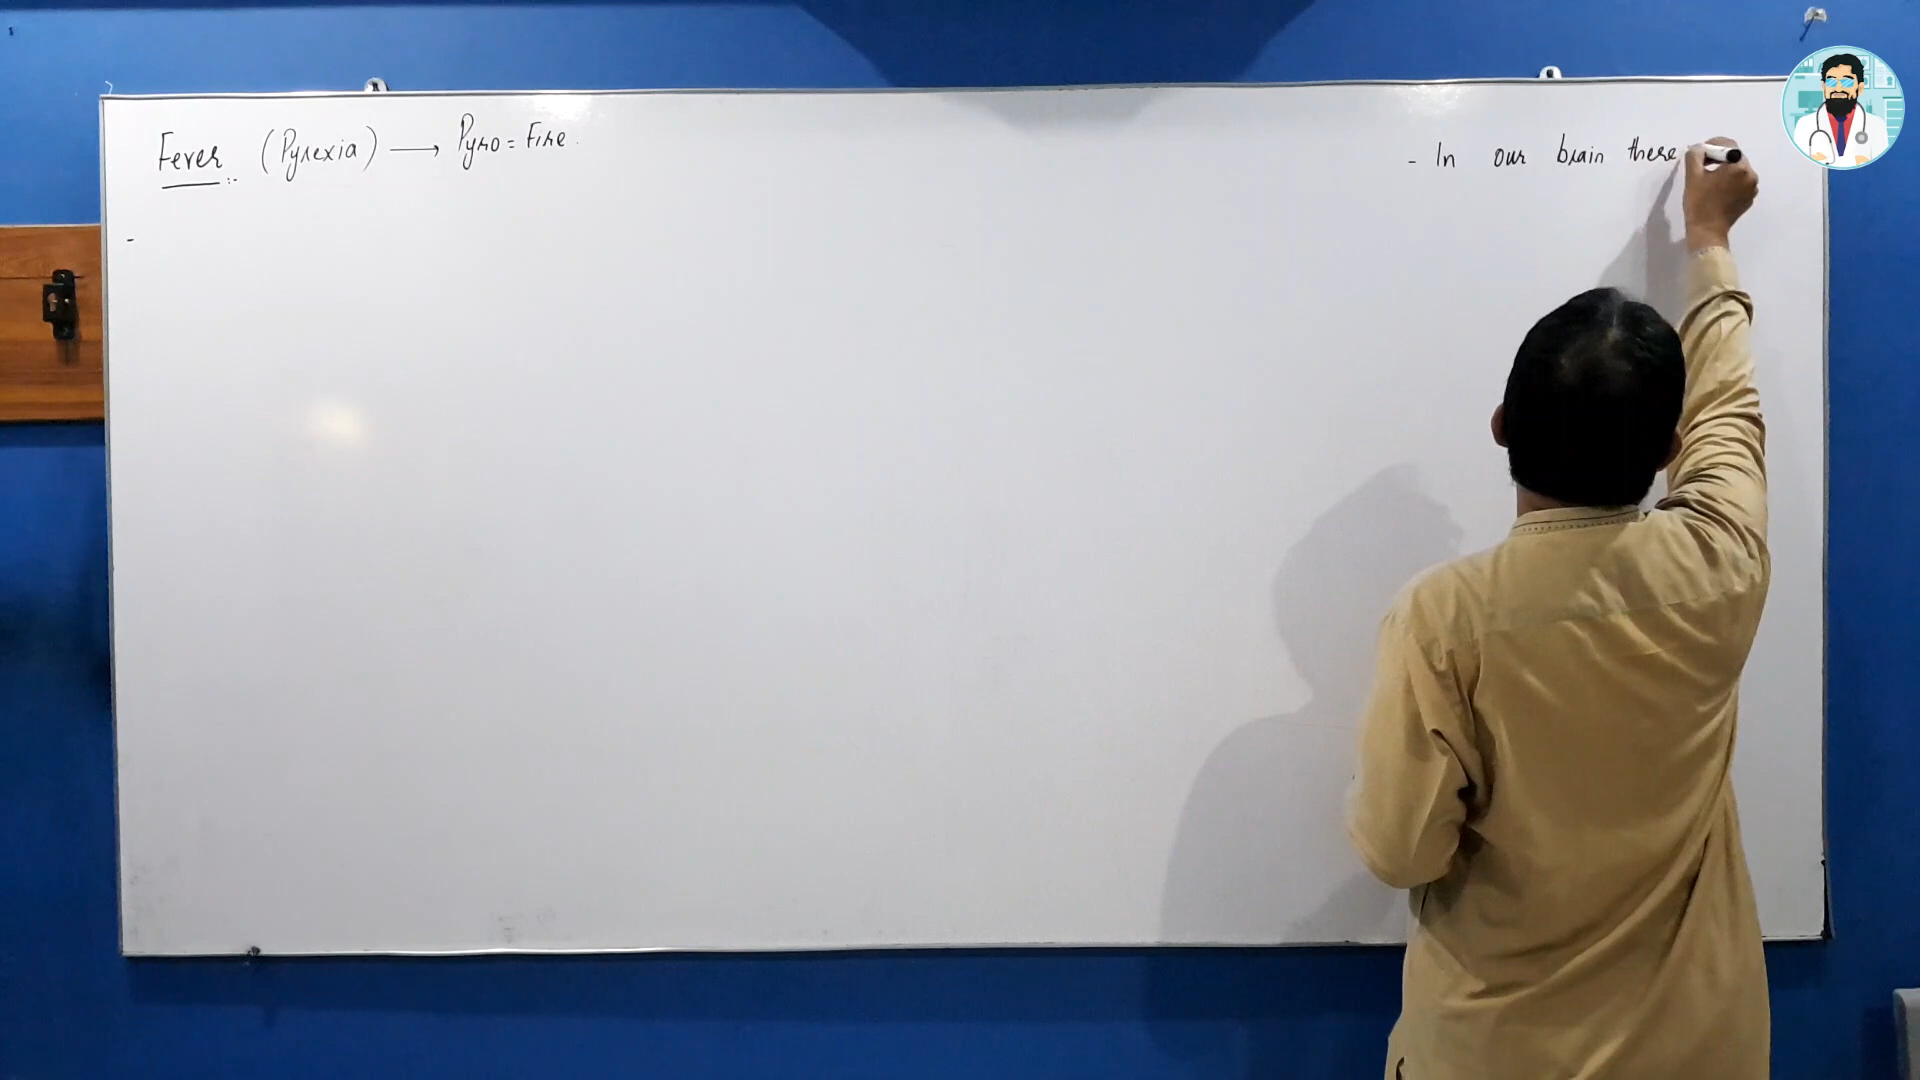 Fever :- (Pyrexia) → Pyro = Fire.
-
- In our brain there